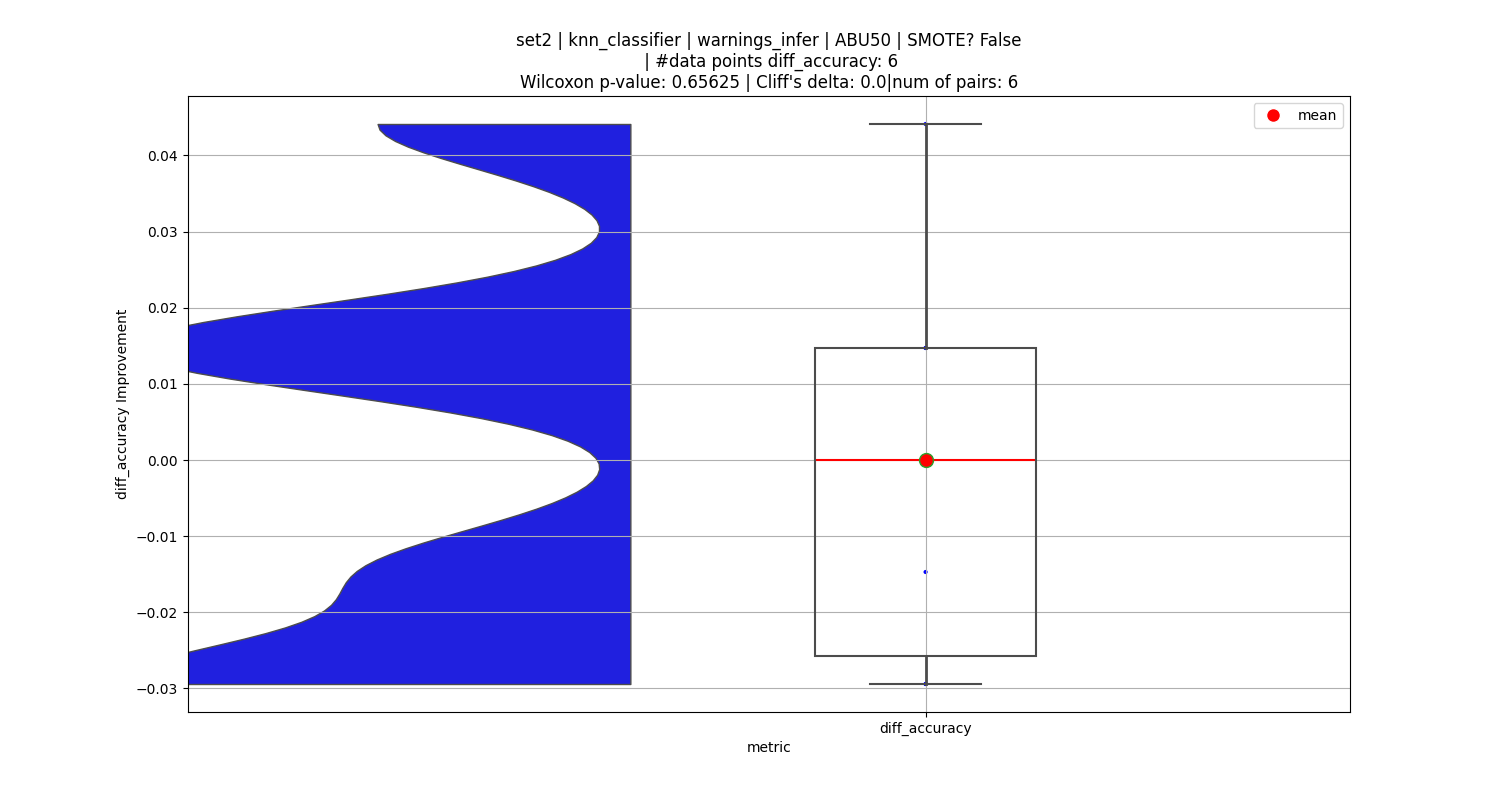 set2 | knn_classifier | warnings_infer | ABU50 | SMOTE? False
| #data points diff_accuracy: 6
Wilcoxon p-value: 0.65625 | Cliff's delta: 0.0|num of pairs: 6
mean
0.04
0.03
0.02
0.01
0.00
−0.01
−0.02
−0.03
diff_accuracy Improvement
diff_accuracy
metric